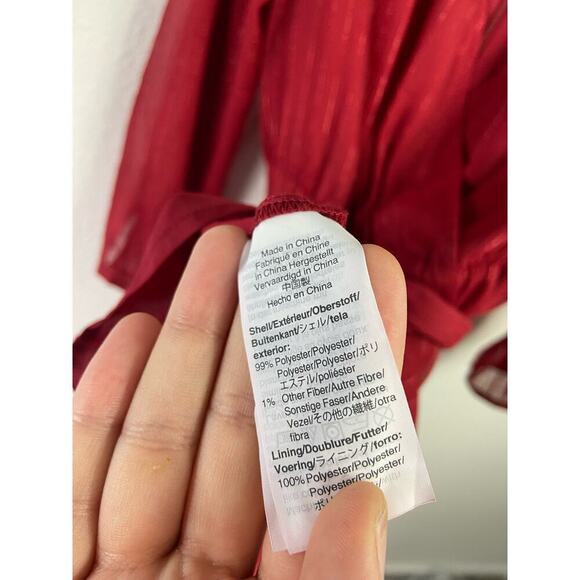 Made in China
Fabriqué en Chine
in China Hergestellt
Vervaardigd in China
中国製
Hecho en China
Shell/Extérieur/Oberstoff/
Buitenkant/シェル/tela
exterior:
99% Polyester/Polyester/
Polyester/Polyester/ポリ
エステル/poliéster
1% Other Fiber/Autre Fibre/
Sonstige Faser/Andere
Vezel/その他の繊維/otra
fibra
Lining/Doublure/Futter/
Voering/ライニング/forro:
100% Polyester/Polyester/
Polyester/Polyester/
ポリ